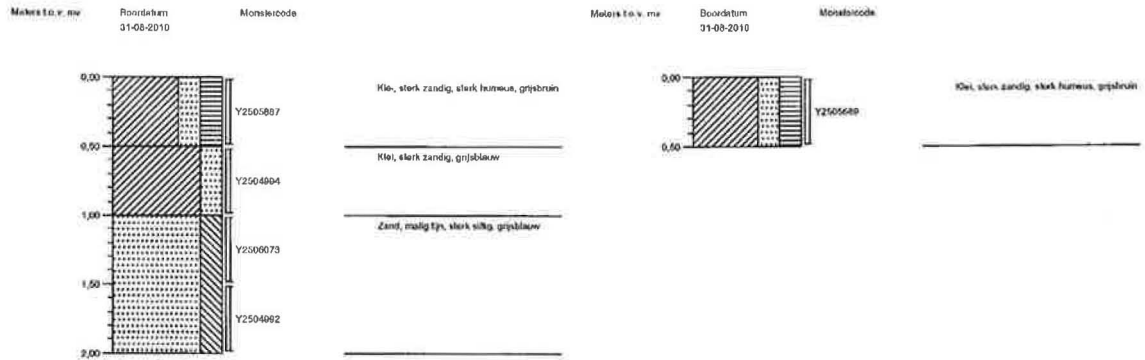 Meters t.o.v. mv Boordatum Monstercode
31-08-2010
0,00
Klei, sterk zandig, sterk humeus, grijsbruin
Y2505887
0,50
Klei, sterk zandig, grijsblauw
Y2504994
1,00
Zand, matig fijn, sterk siltig, grijsblauw
Y2506073
1,50
Y2504992
2,00
Meters t.o.v. mv Boordatum Monstercode
31-08-2010
0,00
Klei, sterk zandig, sterk humeus, grijsbruin
Y2505689
0,50